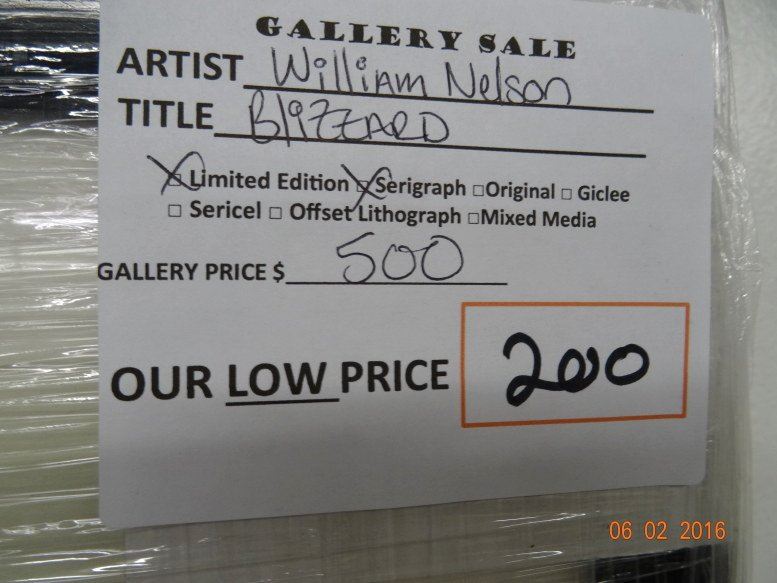 GALLERY SALE
ARTIST William Nelson
TITLE BlizzARD
Limited Edition Serigraph □Original □ Giclee
□ Sericel □ Offset Lithograph □Mixed Media
GALLERY PRICE $ 500
OUR LOW PRICE 200
06 02 2016